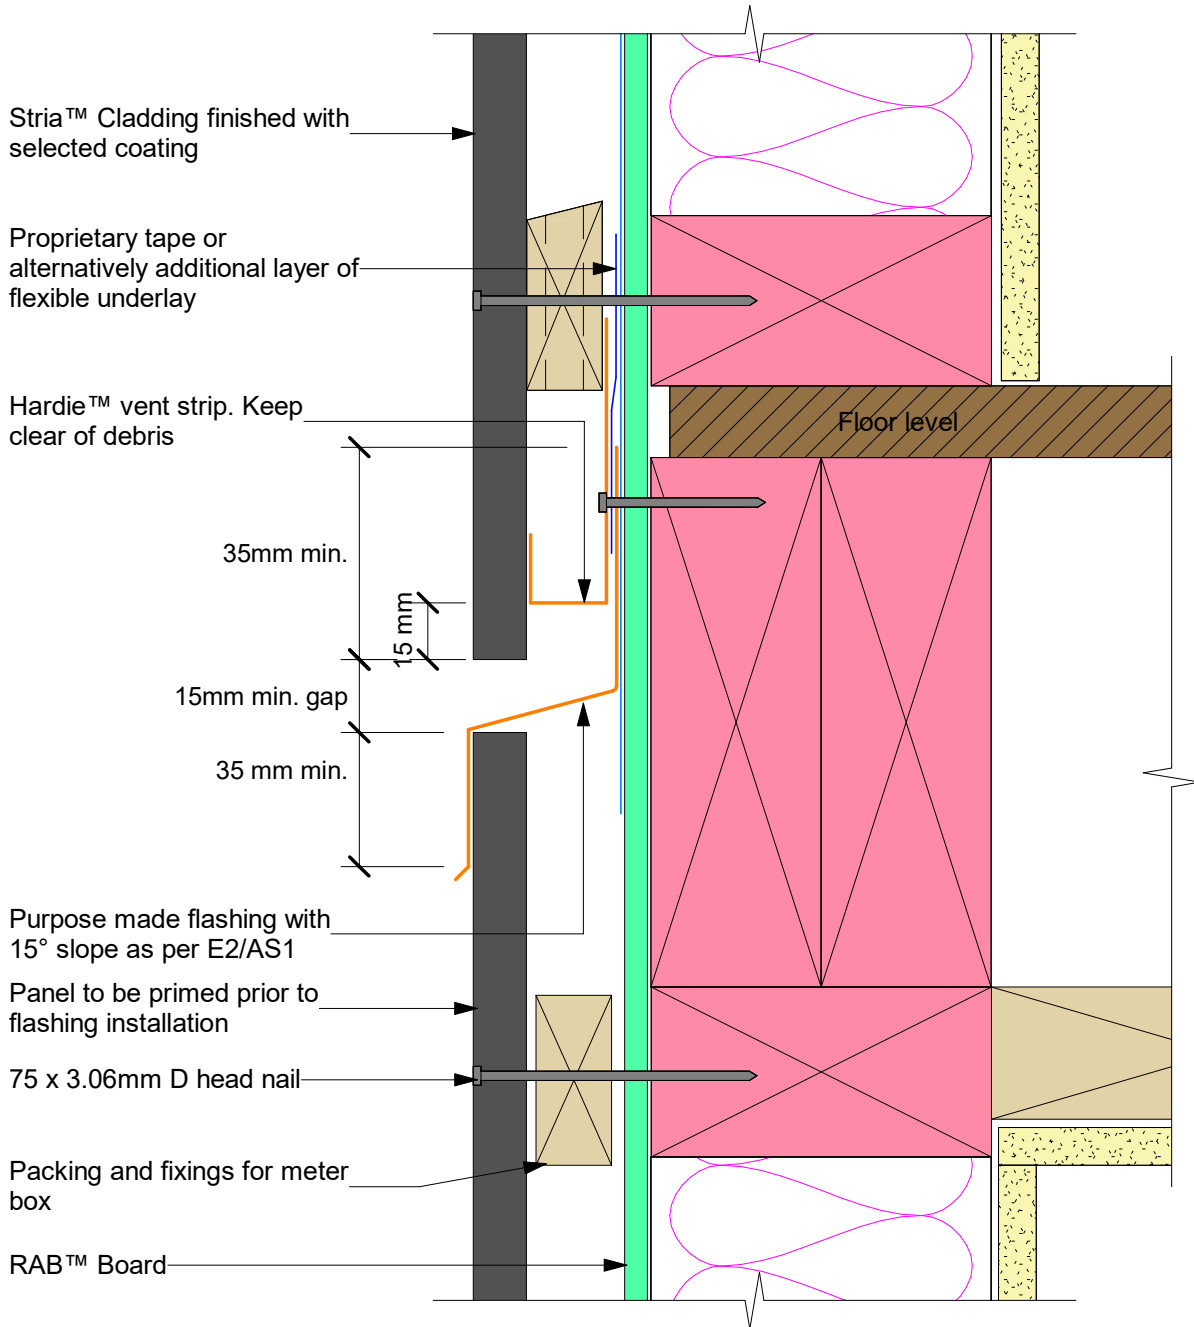 Stria™ Cladding finished with
selected coating
Proprietary tape or
alternatively additional layer of
flexible underlay
Hardie™ vent strip. Keep
clear of debris
Floor level
35mm min.
15 mm
15mm min. gap
35 mm min.
Purpose made flashing with
15° slope as per E2/AS1
Panel to be primed prior to
flashing installation
75 x 3.06mm D head nail
Packing and fixings for meter
box
RAB™ Board